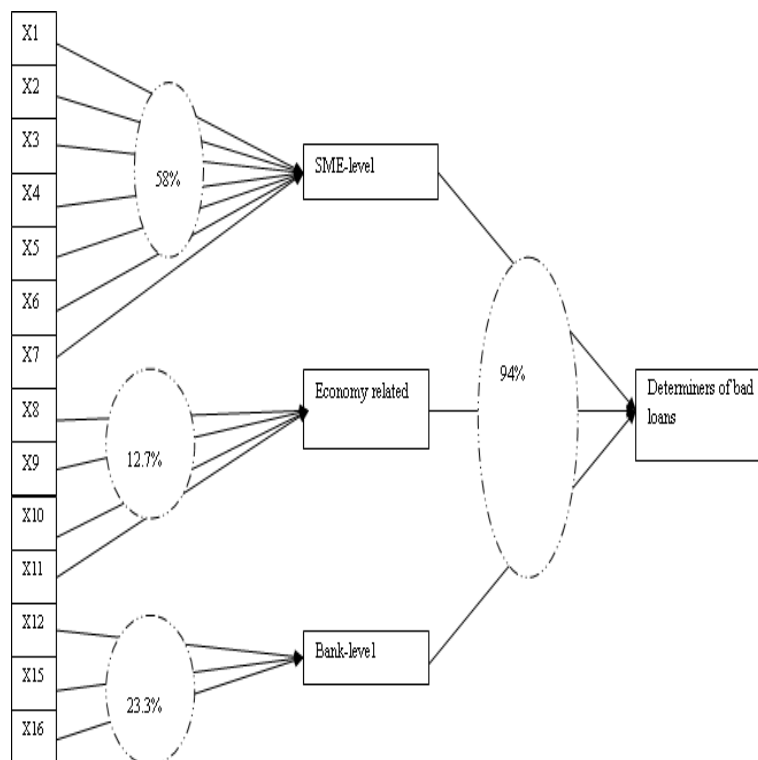 X1
X2
X3
X4
X5
X6
X7
X8
X9
X10
X11
X12
X15
X16
58%
12.7%
23.3%
SME-level
Economy related
Bank-level
94%
Determiners of bad
loans